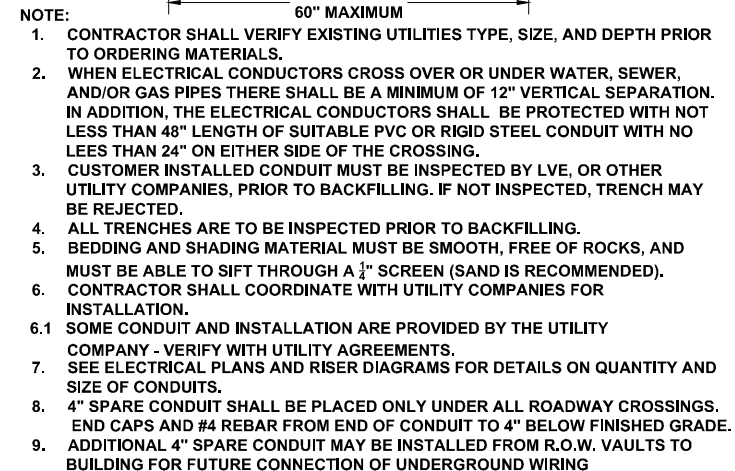 60" MAXIMUM
NOTE:
1. CONTRACTOR SHALL VERIFY EXISTING UTILITIES TYPE, SIZE, AND DEPTH PRIOR
TO ORDERING MATERIALS.
2. WHEN ELECTRICAL CONDUCTORS CROSS OVER OR UNDER WATER, SEWER,
AND/OR GAS PIPES THERE SHALL BE A MINIMUM OF 12" VERTICAL SEPARATION.
IN ADDITION, THE ELECTRICAL CONDUCTORS SHALL BE PROTECTED WITH NOT
LESS THAN 48" LENGTH OF SUITABLE PVC OR RIGID STEEL CONDUIT WITH NO
LEES THAN 24" ON EITHER SIDE OF THE CROSSING.
3. CUSTOMER INSTALLED CONDUIT MUST BE INSPECTED BY LVE, OR OTHER
UTILITY COMPANIES, PRIOR TO BACKFILLING. IF NOT INSPECTED, TRENCH MAY
BE REJECTED.
4. ALL TRENCHES ARE TO BE INSPECTED PRIOR TO BACKFILLING.
5. BEDDING AND SHADING MATERIAL MUST BE SMOOTH, FREE OF ROCKS, AND
MUST BE ABLE TO SIFT THROUGH A 1/4" SCREEN (SAND IS RECOMMENDED).
6. CONTRACTOR SHALL COORDINATE WITH UTILITY COMPANIES FOR
INSTALLATION.
6.1 SOME CONDUIT AND INSTALLATION ARE PROVIDED BY THE UTILITY
COMPANY - VERIFY WITH UTILITY AGREEMENTS.
7. SEE ELECTRICAL PLANS AND RISER DIAGRAMS FOR DETAILS ON QUANTITY AND
SIZE OF CONDUITS.
8. 4" SPARE CONDUIT SHALL BE PLACED ONLY UNDER ALL ROADWAY CROSSINGS.
END CAPS AND #4 REBAR FROM END OF CONDUIT TO 4" BELOW FINISHED GRADE.
9. ADDITIONAL 4" SPARE CONDUIT MAY BE INSTALLED FROM R.O.W. VAULTS TO
BUILDING FOR FUTURE CONNECTION OF UNDERGROUND WIRING